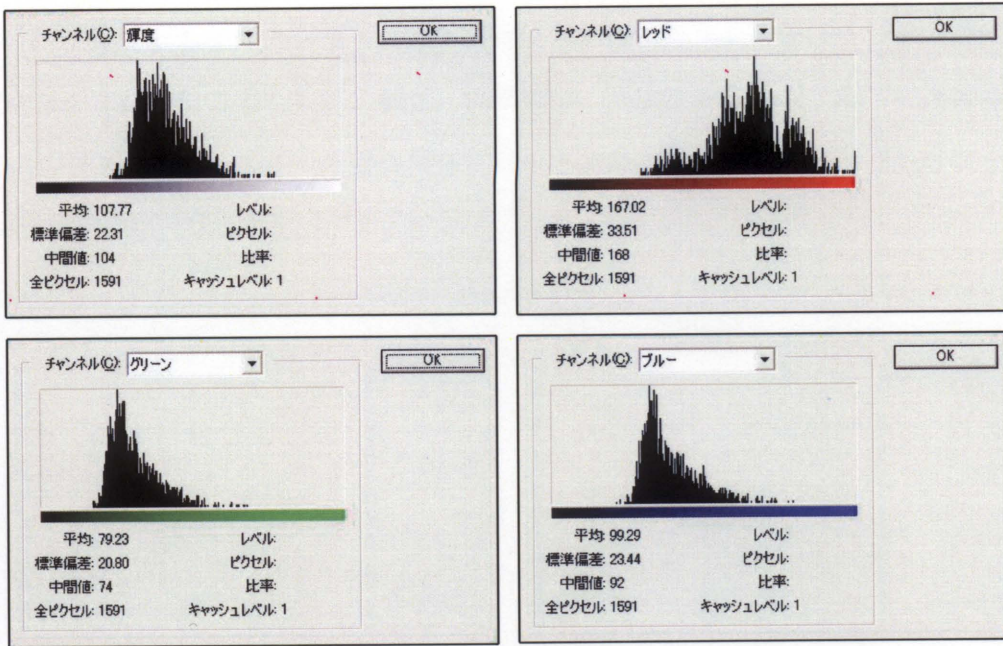 チャンネル(C): 輝度
OK
平均: 107.77
レベル:
標準偏差: 22.31
ピクセル:
中間値: 104
比率:
全ピクセル: 1591
キャッシュレベル: 1
チャンネル(C): レッド
OK
平均: 167.02
レベル:
標準偏差: 33.51
ピクセル:
中間値: 168
比率:
全ピクセル: 1591
キャッシュレベル: 1
チャンネル(C): グリーン
OK
平均: 79.23
レベル:
標準偏差: 20.80
ピクセル:
中間値: 74
比率:
全ピクセル: 1591
キャッシュレベル: 1
チャンネル(C): ブルー
OK
平均: 99.29
レベル:
標準偏差: 23.44
ピクセル:
中間値: 92
比率:
全ピクセル: 1591
キャッシュレベル: 1